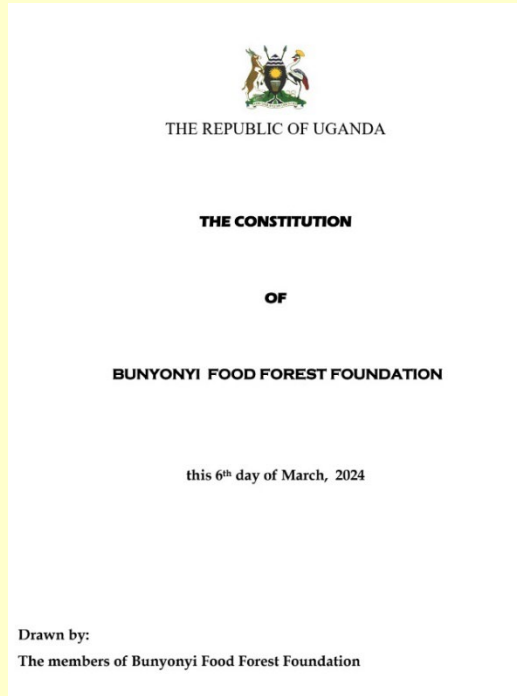 THE REPUBLIC OF UGANDA
THE CONSTITUTION
OF
BUNYONYI FOOD FOREST FOUNDATION
this 6th day of March, 2024
Drawn by:
The members of Bunyonyi Food Forest Foundation